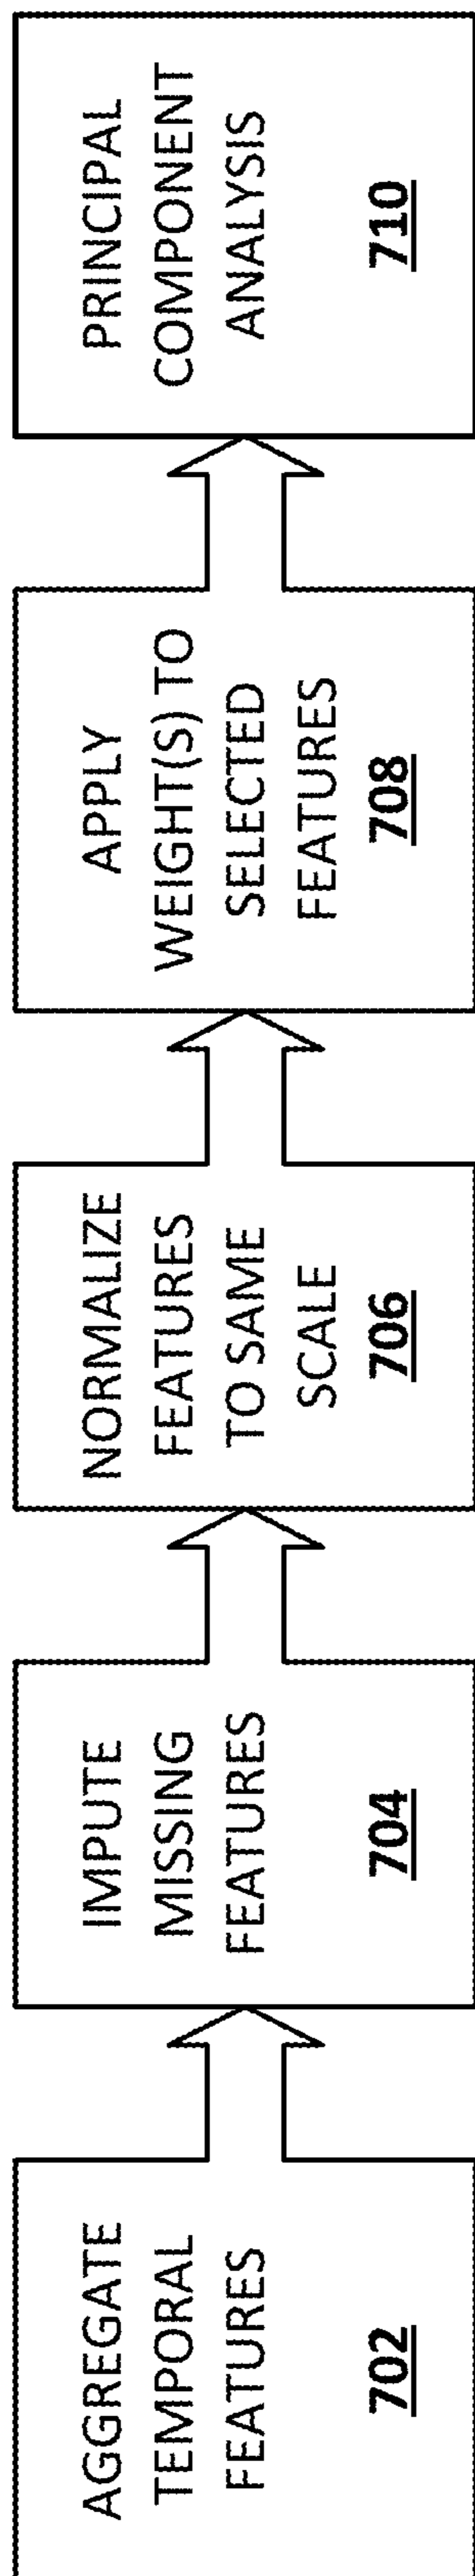 AGGREGATE
TEMPORAL
FEATURES
702
IMPUTE
MISSING
FEATURES
704
NORMALIZE
FEATURES
TO SAME
SCALE
706
APPLY
WEIGHT(S) TO
SELECTED
FEATURES
708
PRINCIPAL
COMPONENT
ANALYSIS
710